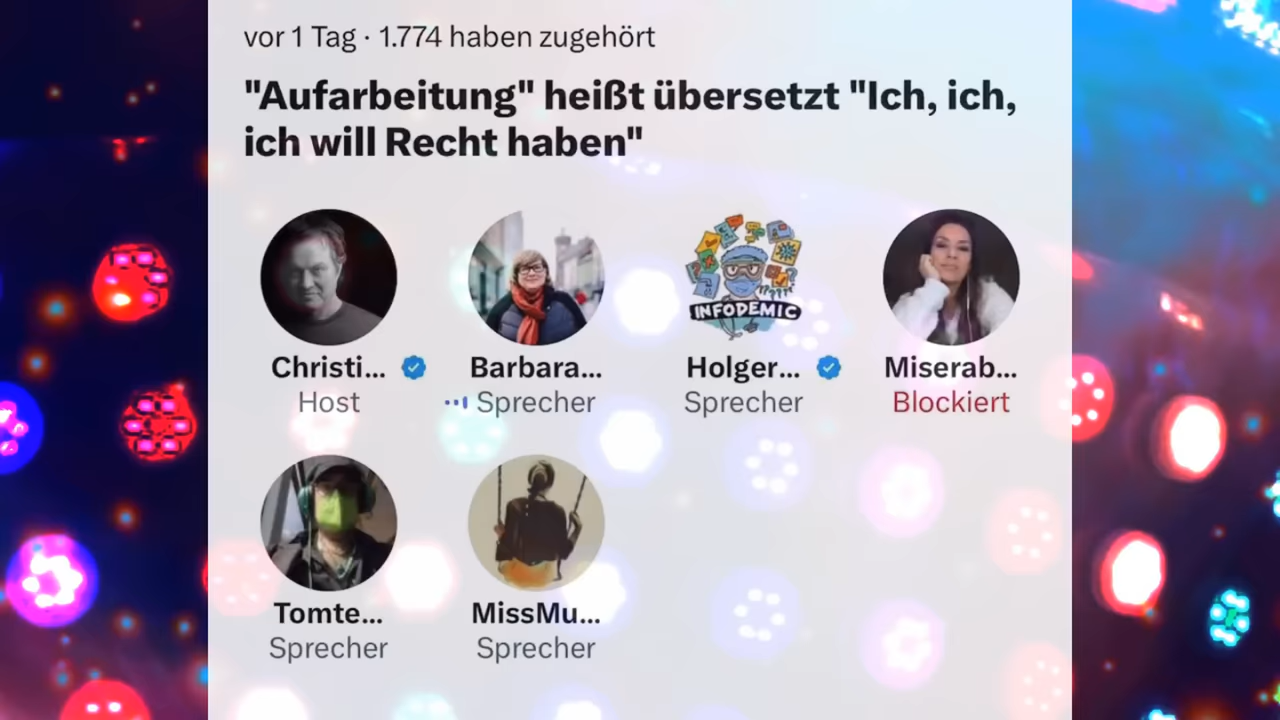 vor 1 Tag · 1.774 haben zugehört
"Aufarbeitung" heißt übersetzt "Ich, ich,
ich will Recht haben"
INFODEMIC
Christi... Barbara... Holger... Miserab...
Host Sprecher Sprecher Blockiert
Tomte... MissMu...
Sprecher Sprecher